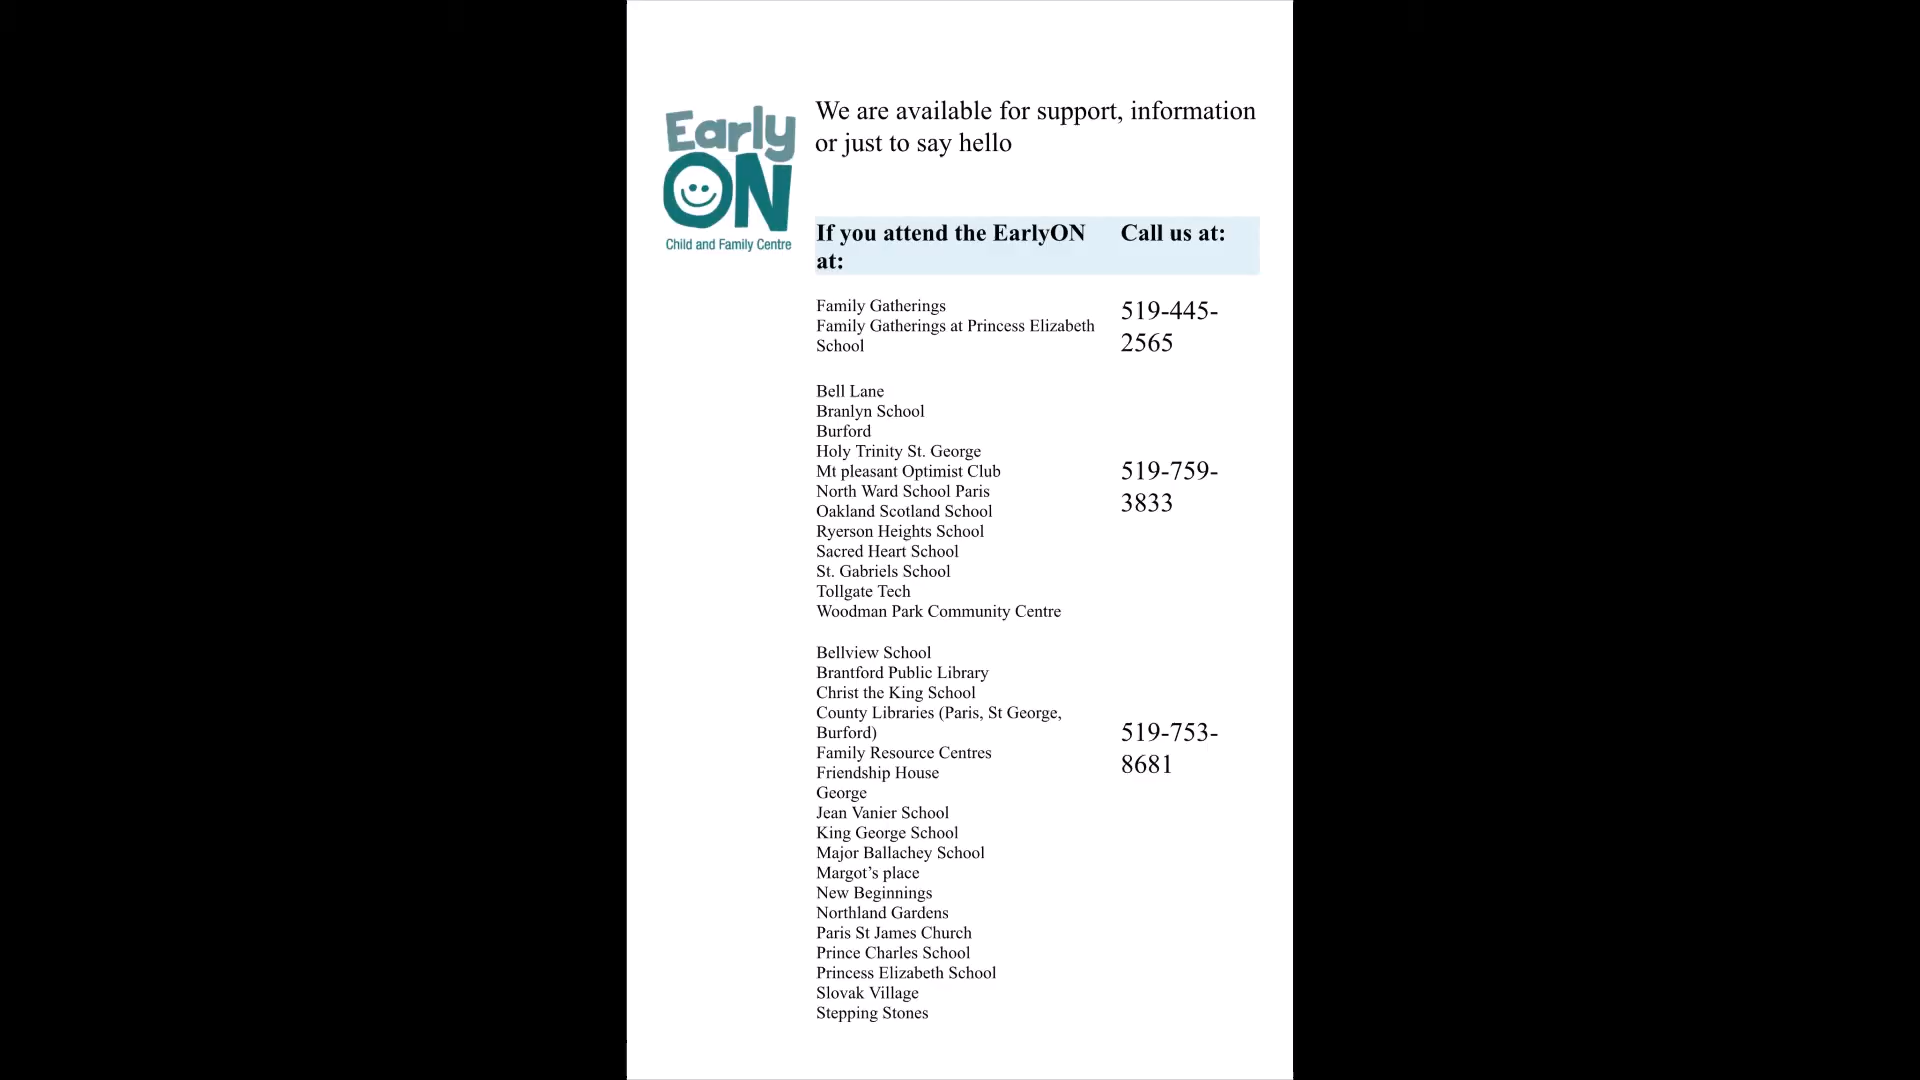 Early
ON
Child and Family Centre
We are available for support, information
or just to say hello
If you attend the EarlyON
at:
Call us at:
Family Gatherings
Family Gatherings at Princess Elizabeth
School
519-445-
2565
Bell Lane
Branlyn School
Burford
Holy Trinity St. George
Mt pleasant Optimist Club
North Ward School Paris
Oakland Scotland School
Ryerson Heights School
Sacred Heart School
St. Gabriels School
Tollgate Tech
Woodman Park Community Centre
519-759-
3833
Bellview School
Brantford Public Library
Christ the King School
County Libraries (Paris, St George,
Burford)
Family Resource Centres
Friendship House
George
Jean Vanier School
King George School
Major Ballachey School
Margot’s place
New Beginnings
Northland Gardens
Paris St James Church
Prince Charles School
Princess Elizabeth School
Slovak Village
Stepping Stones
519-753-
8681